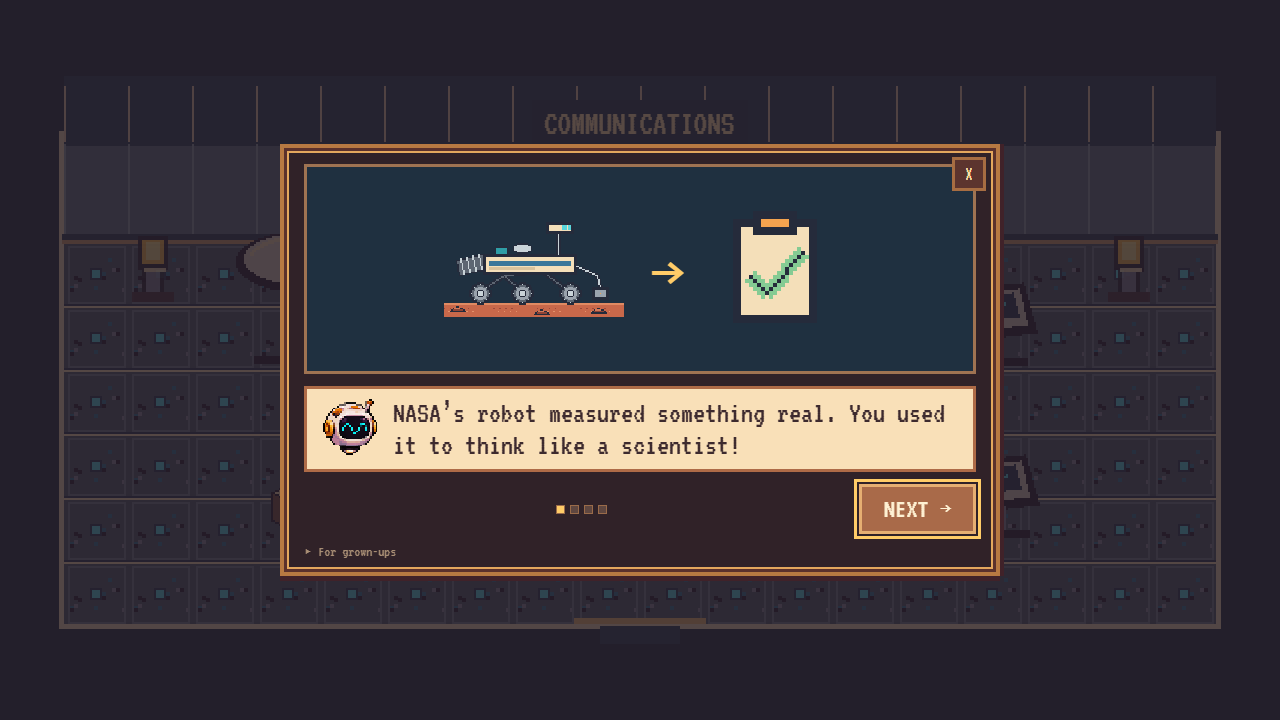 COMMUNICATIONS
X
NASA's robot measured something real. You used
it to think like a scientist!
NEXT →
▸ For grown-ups